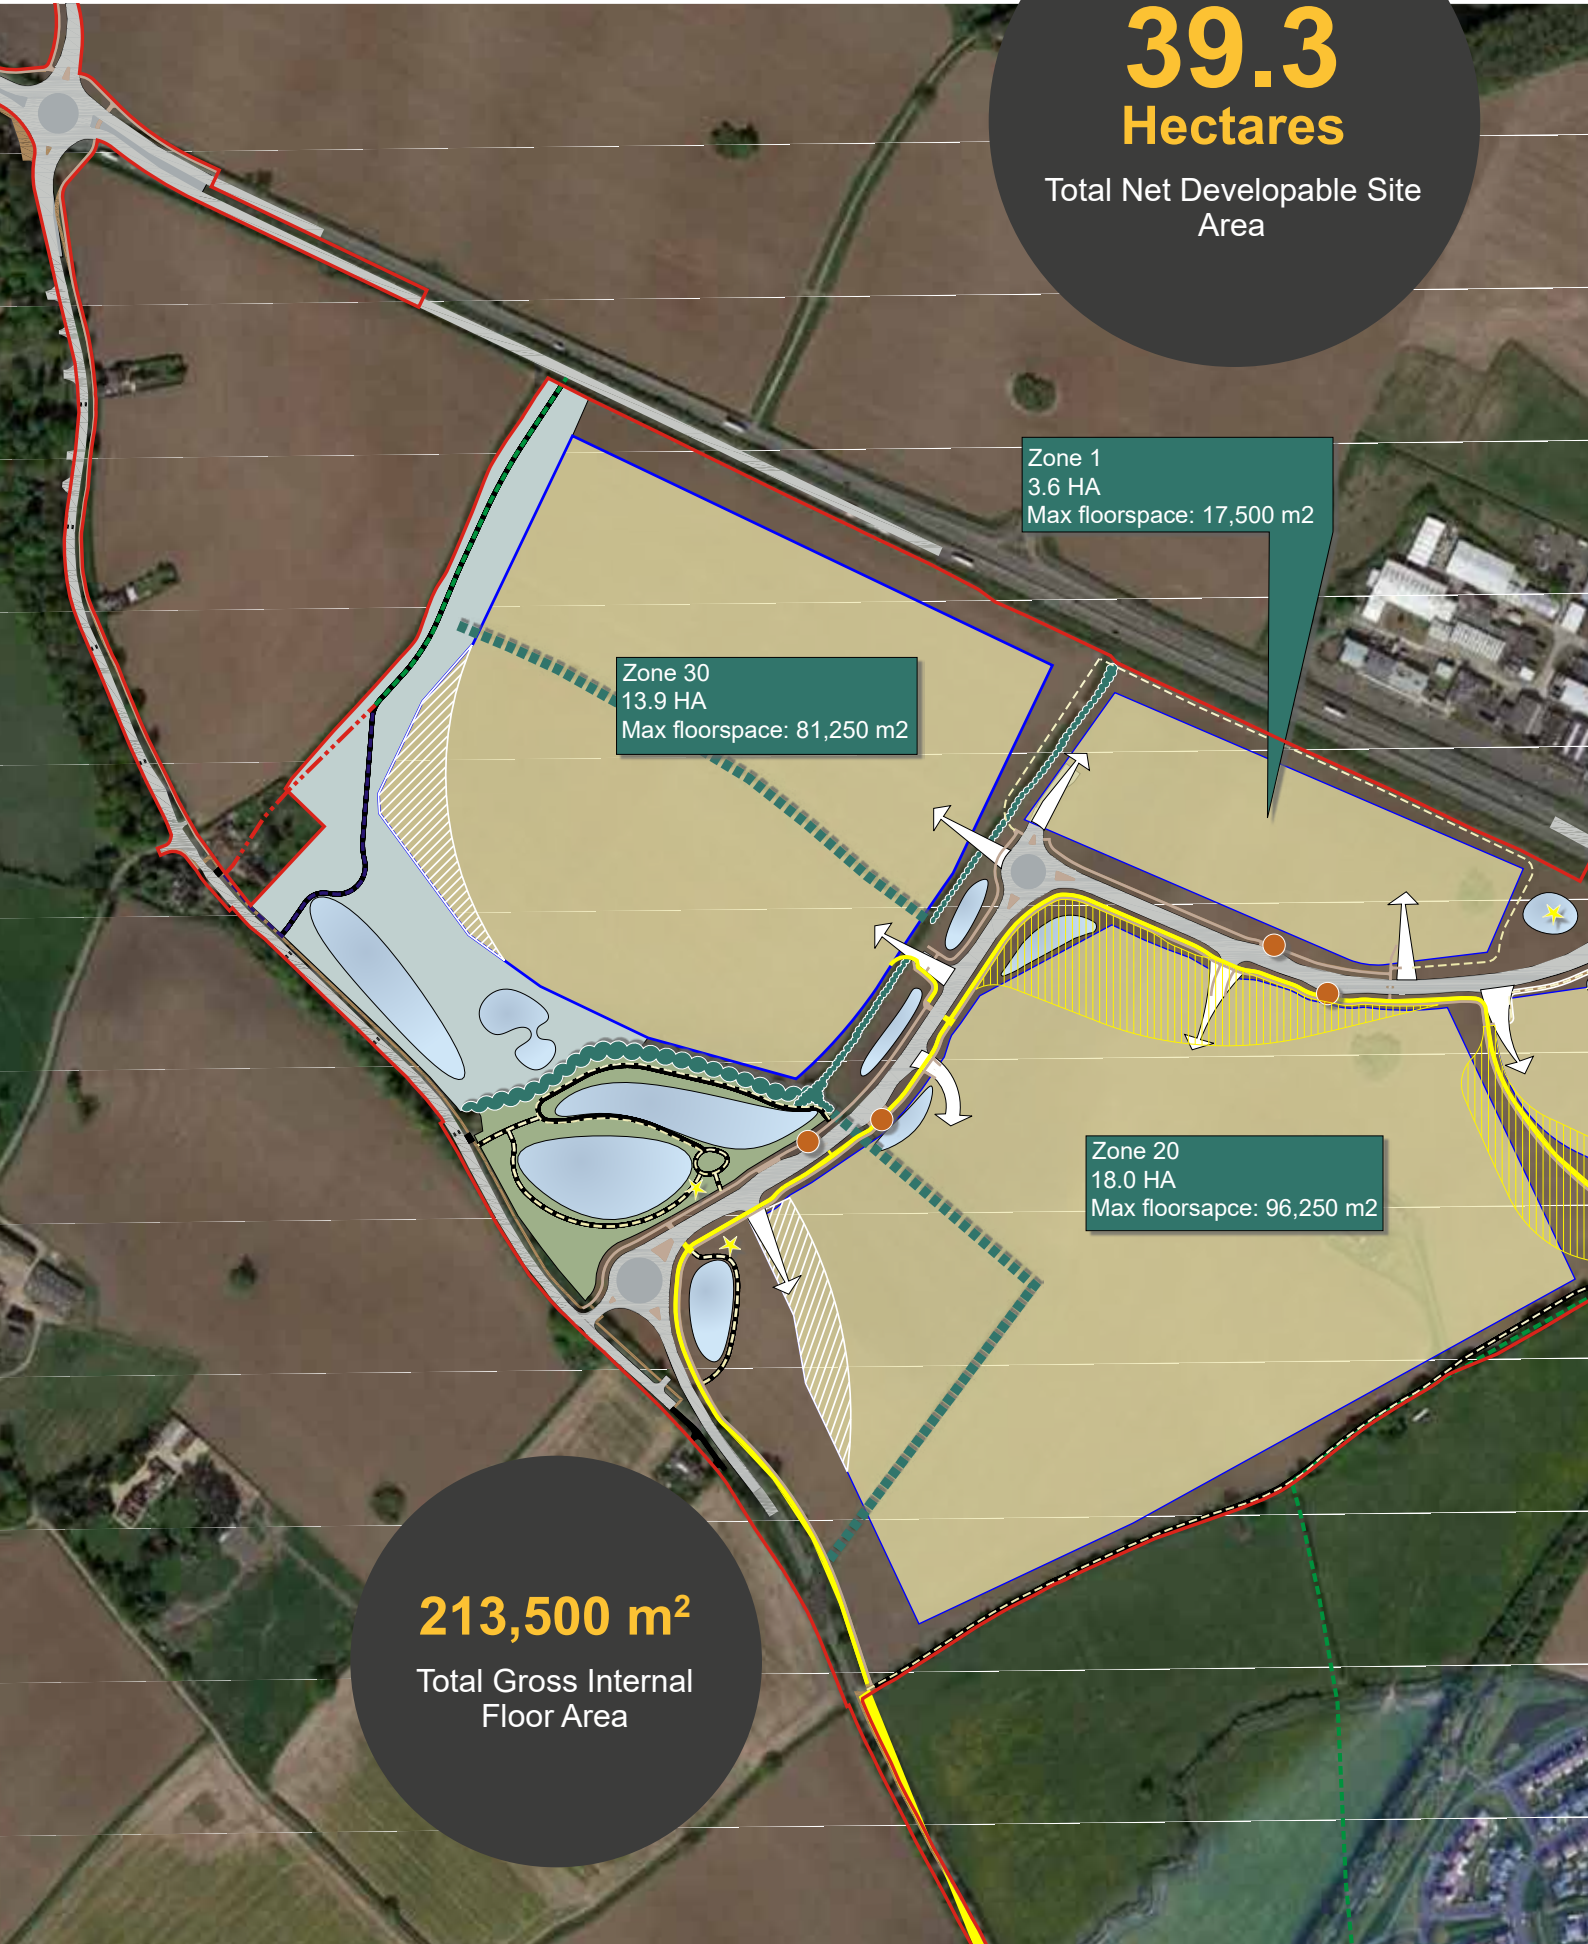 39.3
Hectares
Total Net Developable Site
Area
Zone 1
3.6 HA
Max floorspace: 17,500 m2
Zone 30
13.9 HA
Max floorspace: 81,250 m2
Zone 20
18.0 HA
Max floorsapce: 96,250 m2
213,500 m²
Total Gross Internal
Floor Area